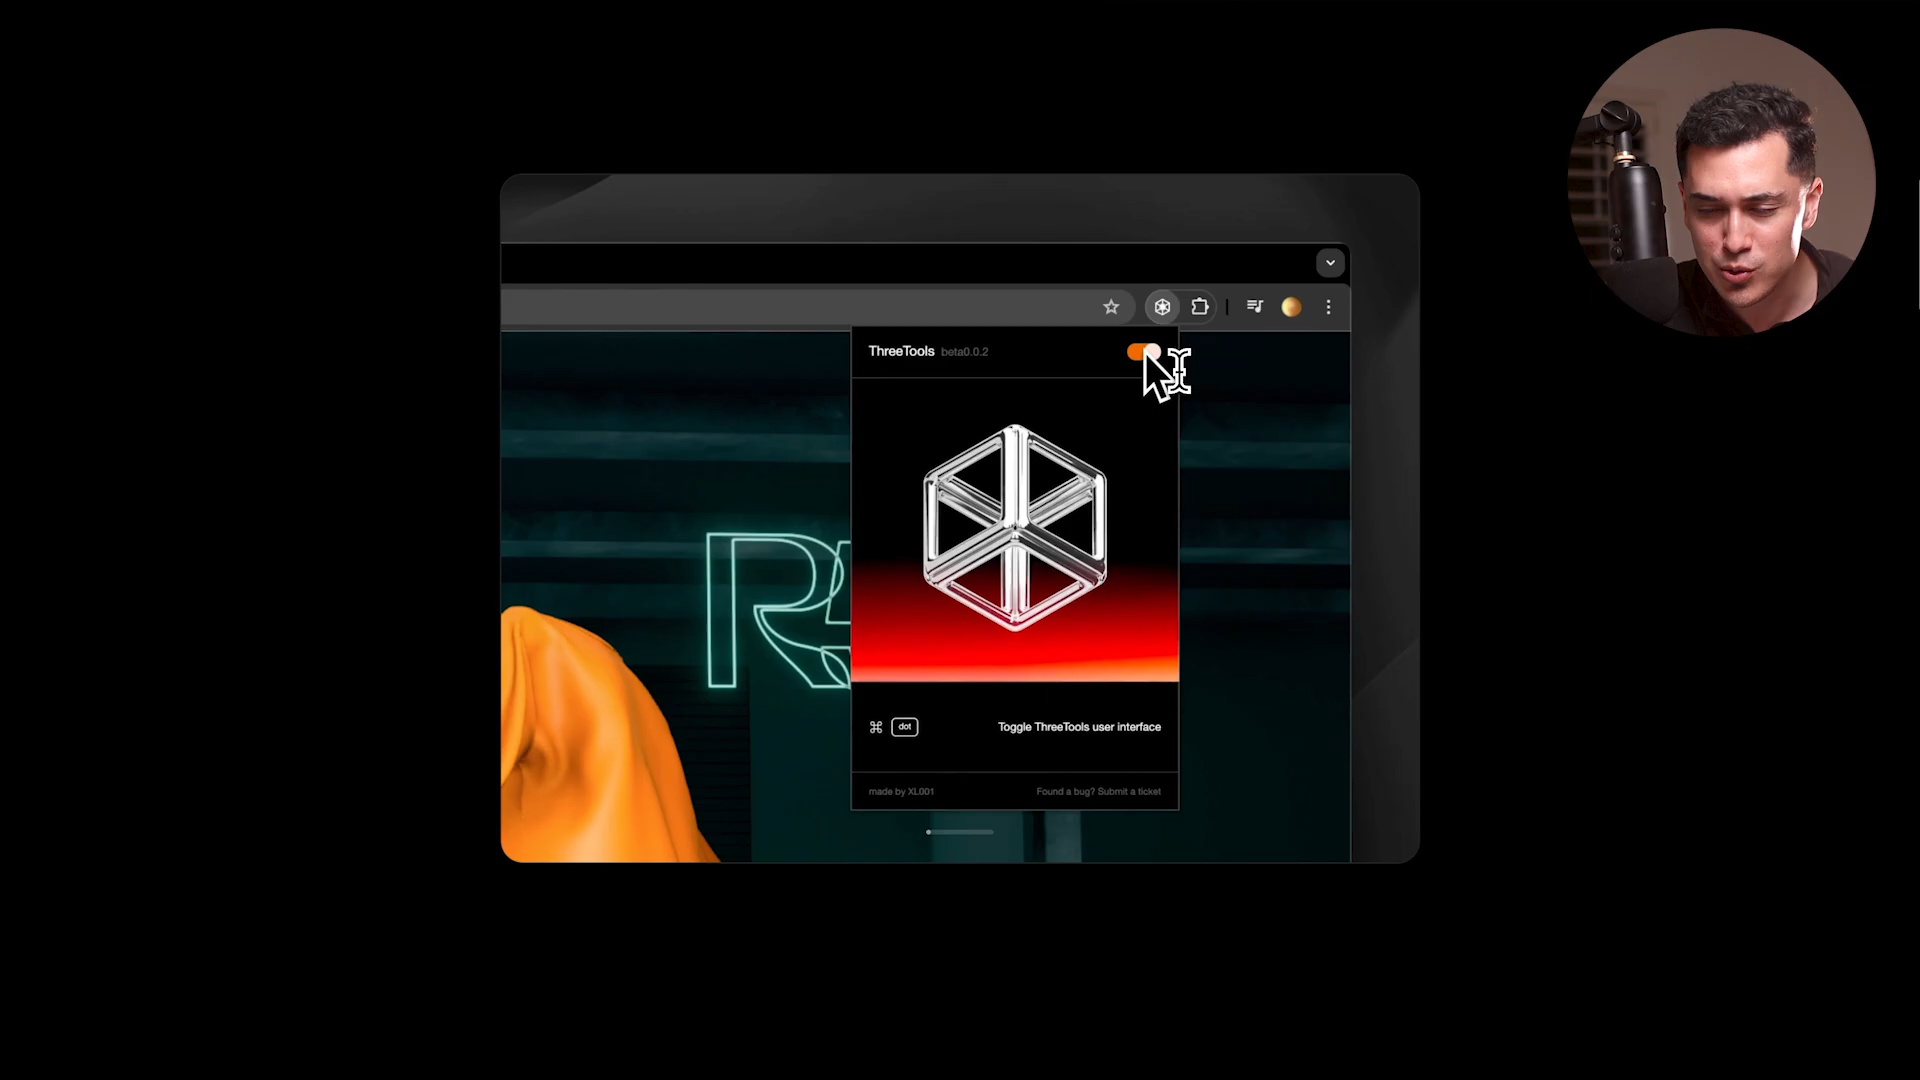 ThreeTools beta0.0.2
R
⌘ dot Toggle ThreeTools user interface
made by XL001 Found a bug? Submit a ticket